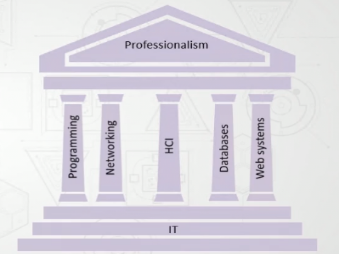 Professionalism
Programming
Networking
HCI
Databases
Web systems
IT